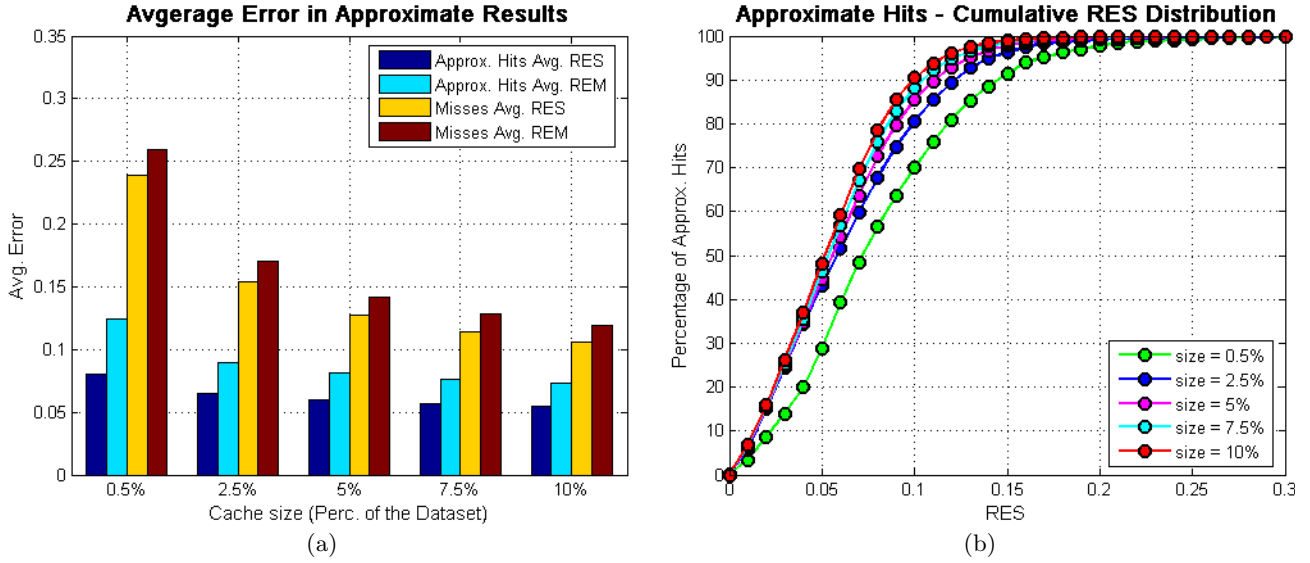 Avgerage Error in Approximate Results
0.35
0.3
0.25
0.2
0.15
0.1
0.05
0
Avg. Error
Approx. Hits Avg. RES
Approx. Hits Avg. REM
Misses Avg. RES
Misses Avg. REM
0.5%
2.5%
5%
7.5%
10%
Cache size (Perc. of the Dataset)
(a)
Approximate Hits - Cumulative RES Distribution
100
90
80
70
60
50
40
30
20
10
0
Percentage of Approx. Hits
size = 0.5%
size = 2.5%
size = 5%
size = 7.5%
size = 10%
0
0.05
0.1
0.15
0.2
0.25
0.3
RES
(b)